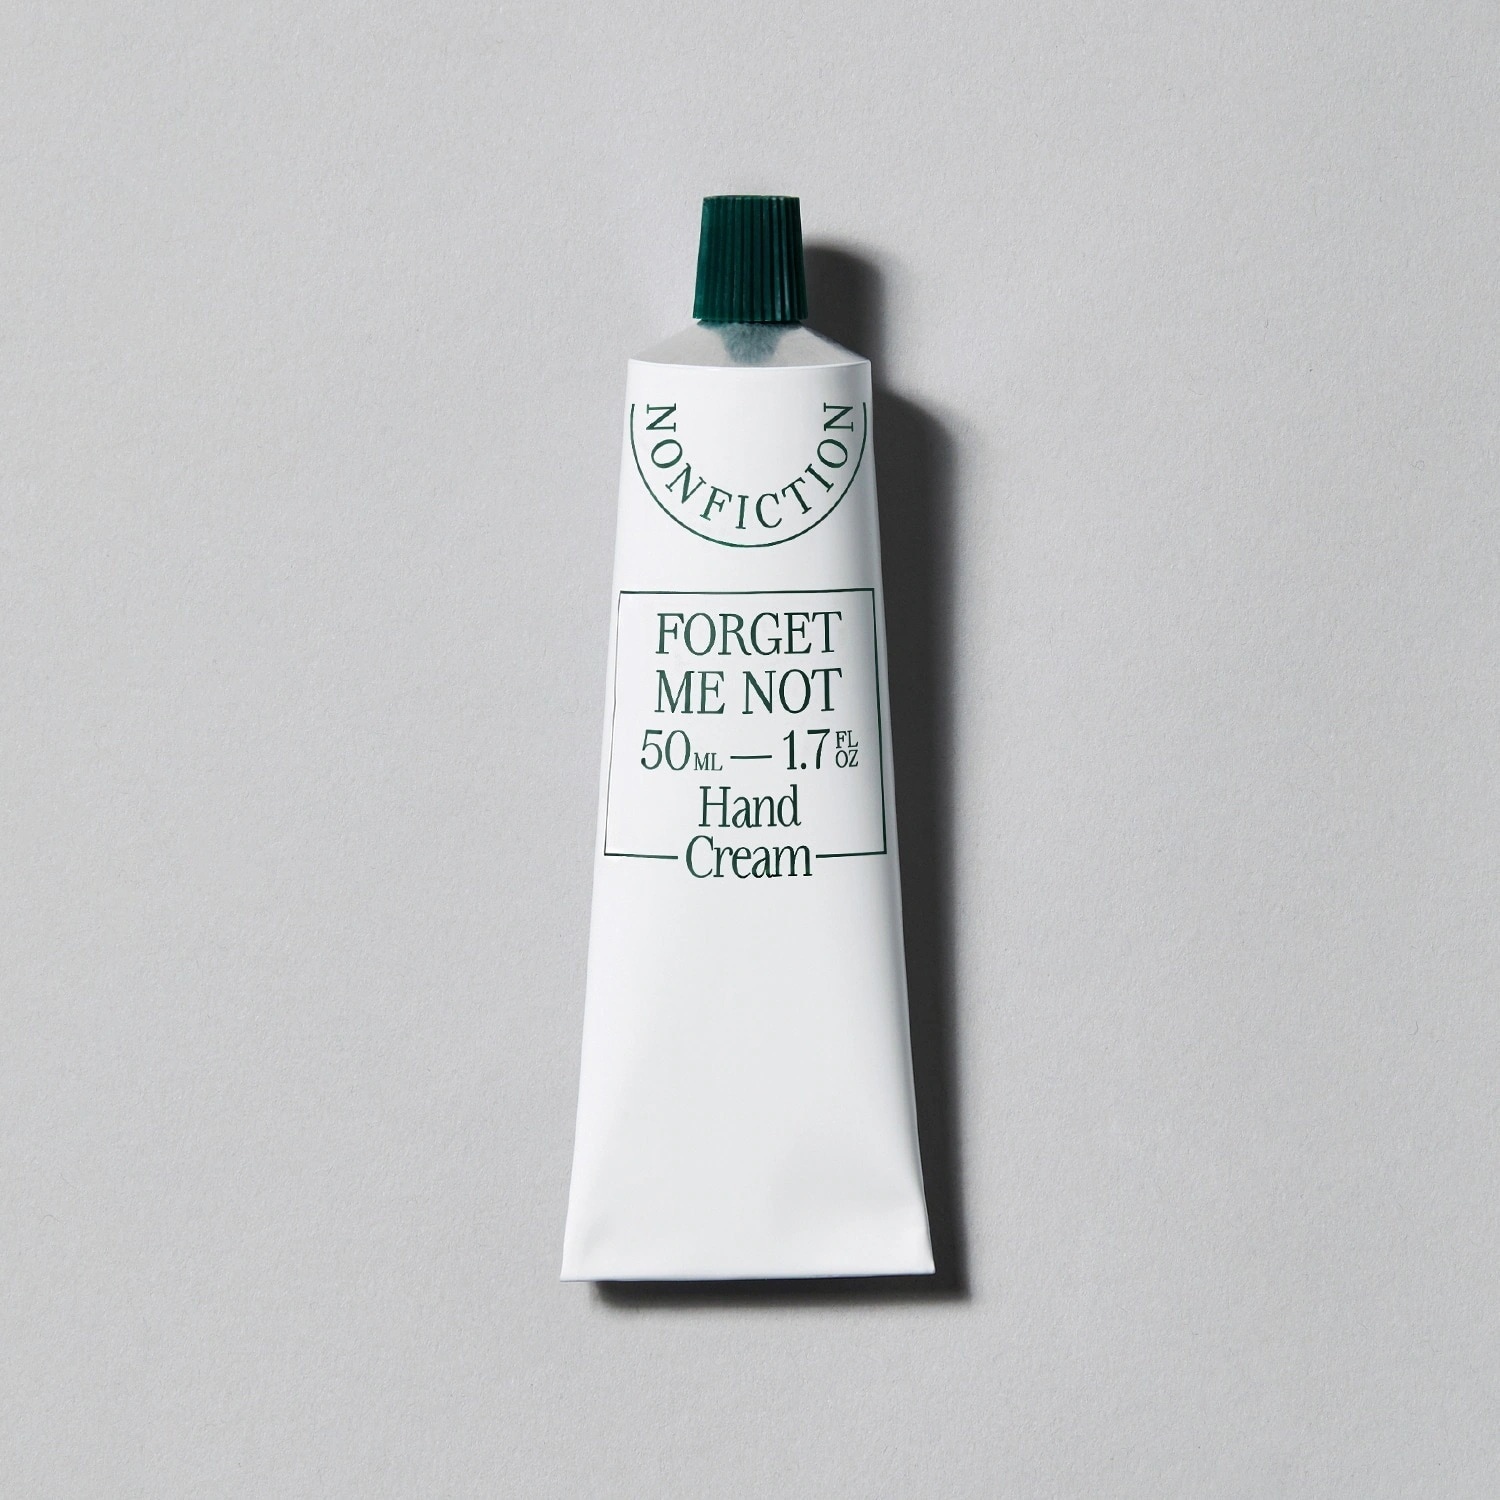 NONFICTION
FORGET
ME NOT
50ML — 1.7 FL OZ
Hand
Cream